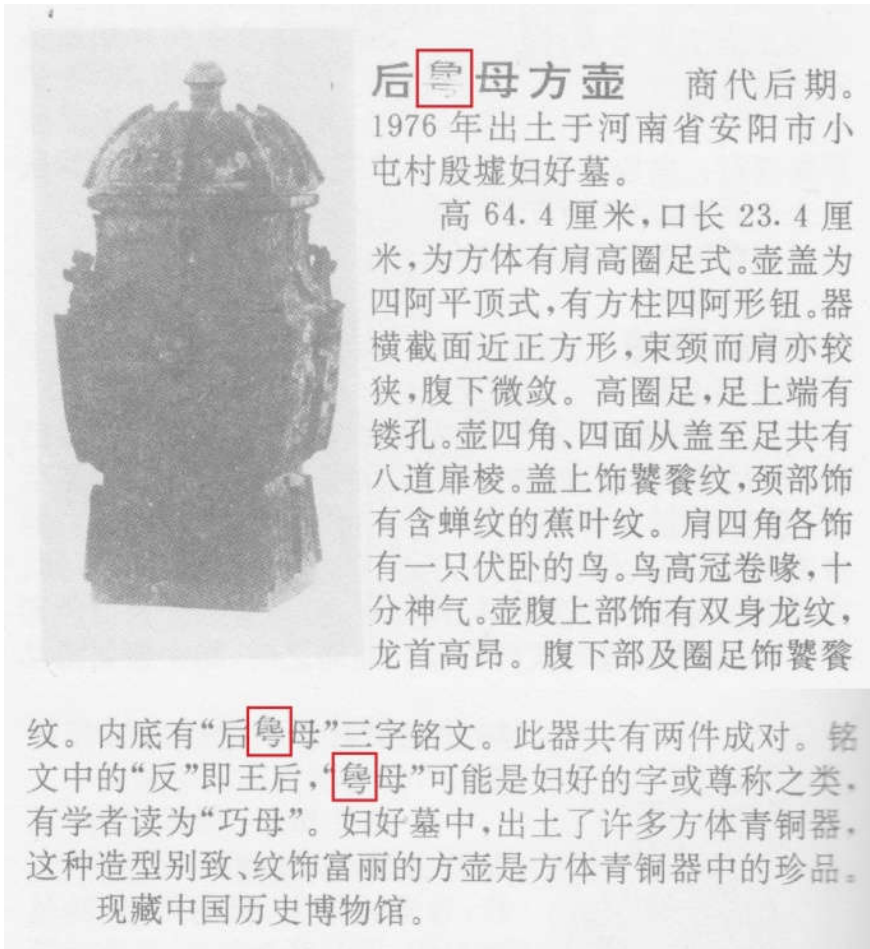 后母方壶 商代后期。
1976 年出土于河南省安阳市小
屯村殷墟妇好墓。
高 64.4 厘米，口长 23.4 厘
米，为方体有肩高圈足式。壶盖为
四阿平顶式，有方柱四阿形钮。器
横截面近正方形，束颈而肩亦较
狭，腹下微敛。高圈足，足上端有
镂孔。壶四角、四面从盖至足共有
八道扉棱。盖上饰饕餮纹，颈部饰
有含蝉纹的蕉叶纹。肩四角各饰
有一只伏卧的鸟。鸟高冠卷喙，十
分神气。壶腹上部饰有双身龙纹，
龙首高昂。腹下部及圈足饰饕餮
纹。内底有“后母”三字铭文。此器共有两件成对。铭
文中的“反”即王后，“母”可能是妇好的字或尊称之类，
有学者读为“巧母”。妇好墓中，出土了许多方体青铜器，
这种造型别致、纹饰富丽的方壶是方体青铜器中的珍品。
现藏中国历史博物馆。